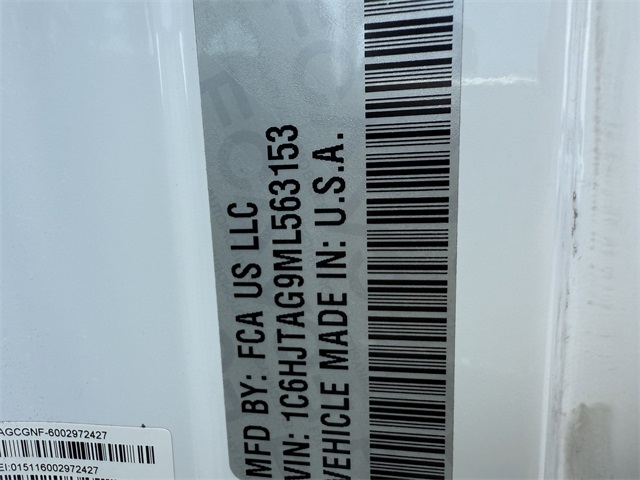 MFD BY: FCA US LLC
VIN: 1C6HJTAG9ML563153
VEHICLE MADE IN: U.S.A.
AGCGNF-6002972427
EI:015116002972427